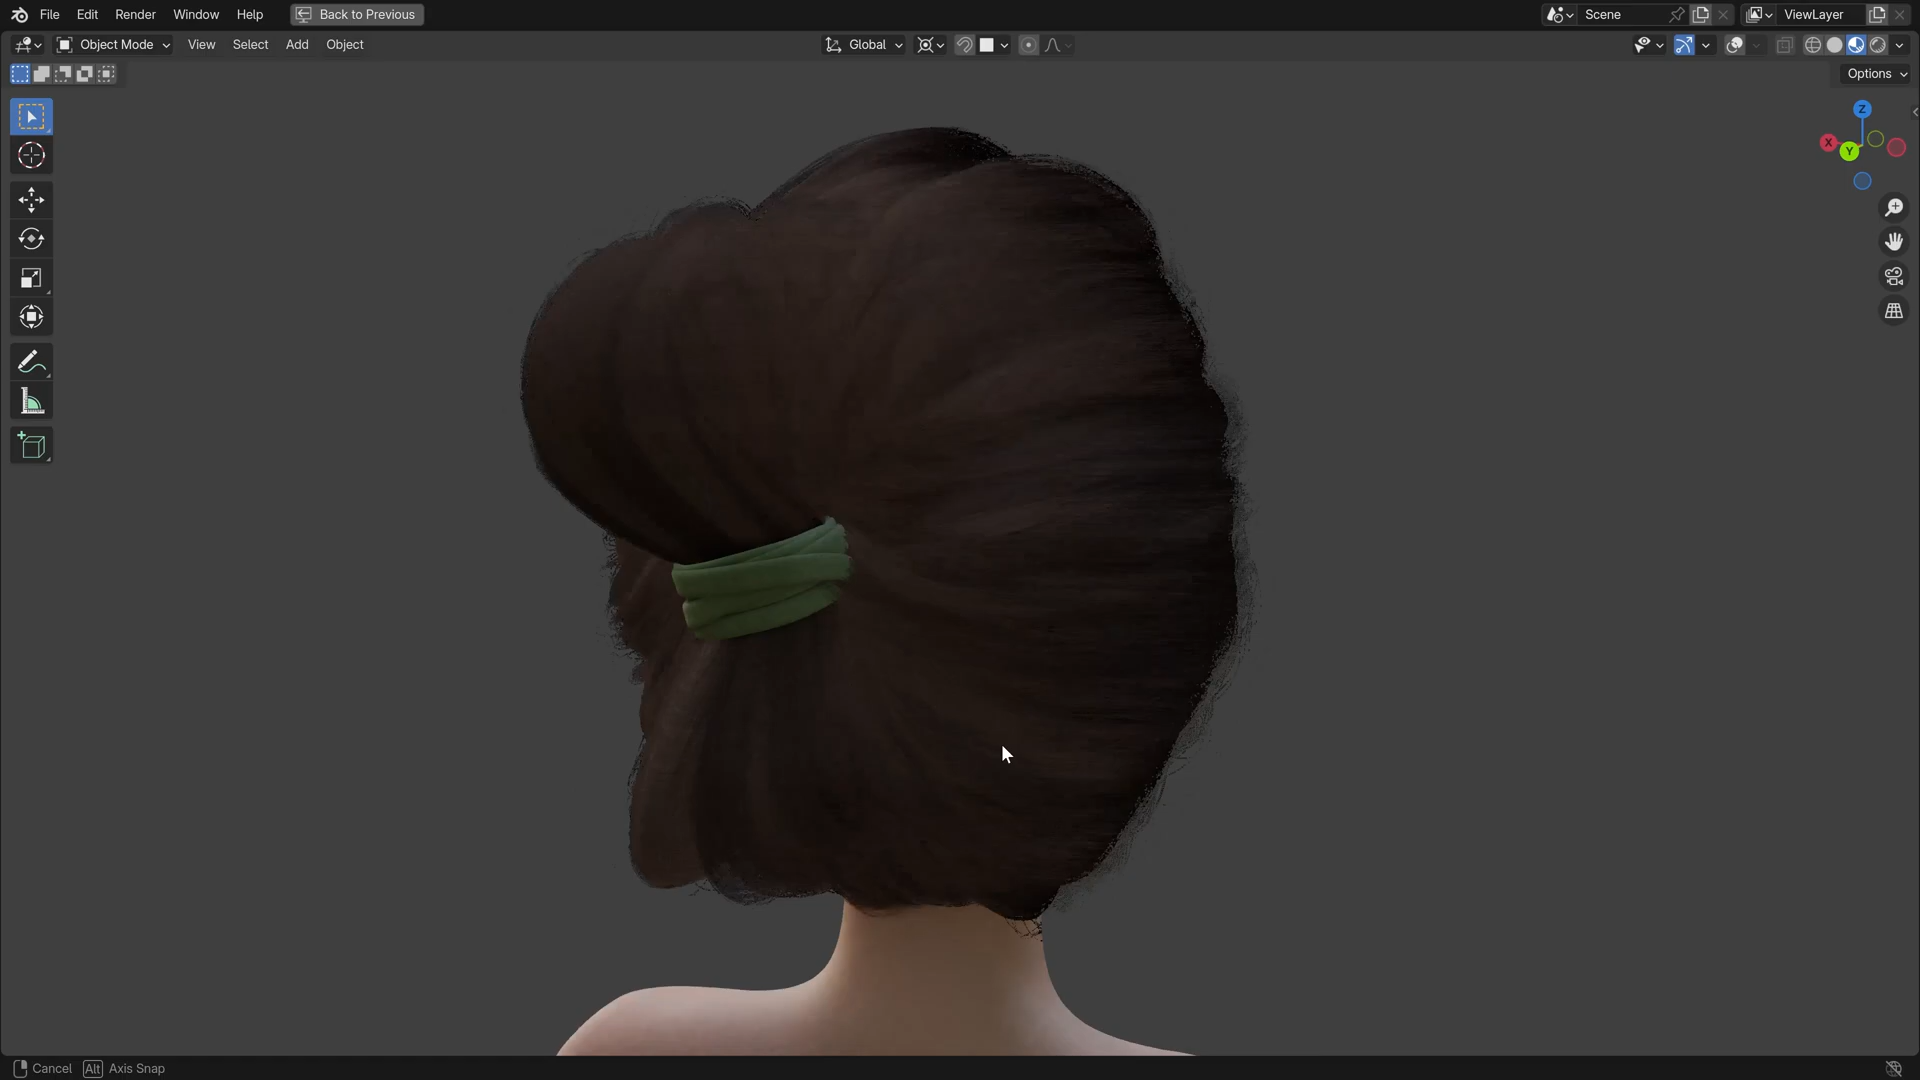 File Edit Render Window Help Back to Previous Scene ViewLayer
Object Mode View Select Add Object Global
Options
Z
X
Y
Cancel Alt Axis Snap